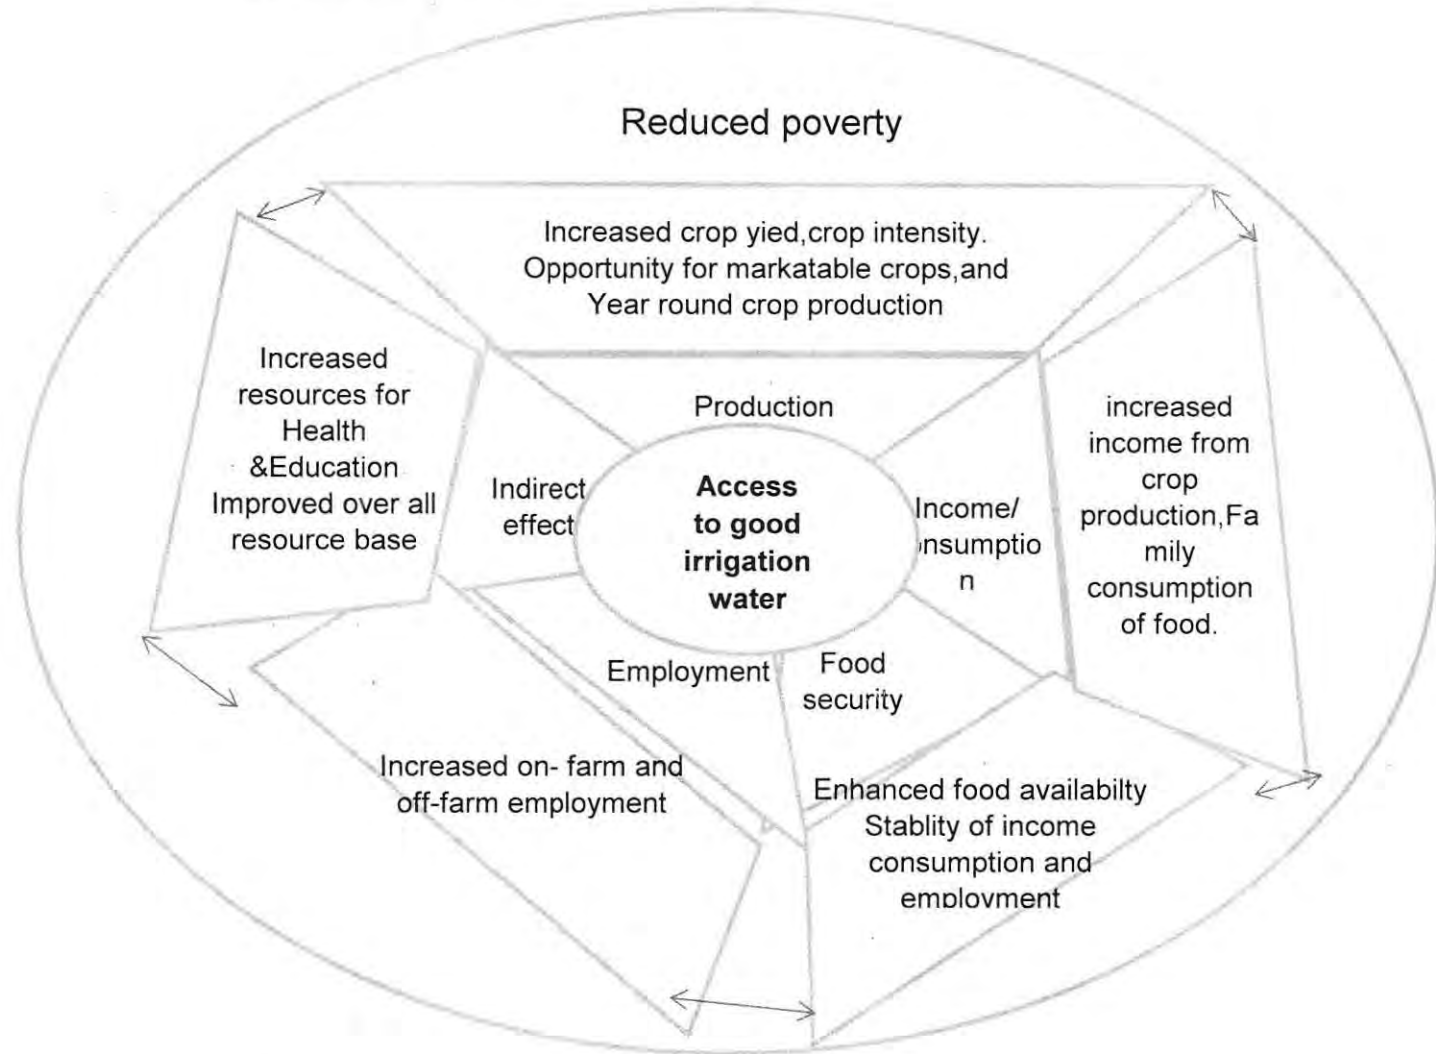 Reduced poverty
Increased crop yied,crop intensity.
Opportunity for markatable crops,and
Year round crop production
Increased
resources for
Health
&Education
Improved over all
resource base
Production
increased
income from
crop
production,Fa
mily
consumption
of food.
Indirect
effect
Access
to good
irrigation
water
Income/
onsumptio
n
Employment
Food
security
Increased on- farm and
off-farm employment
Enhanced food availabilty
Stablity of income
consumption and
employment